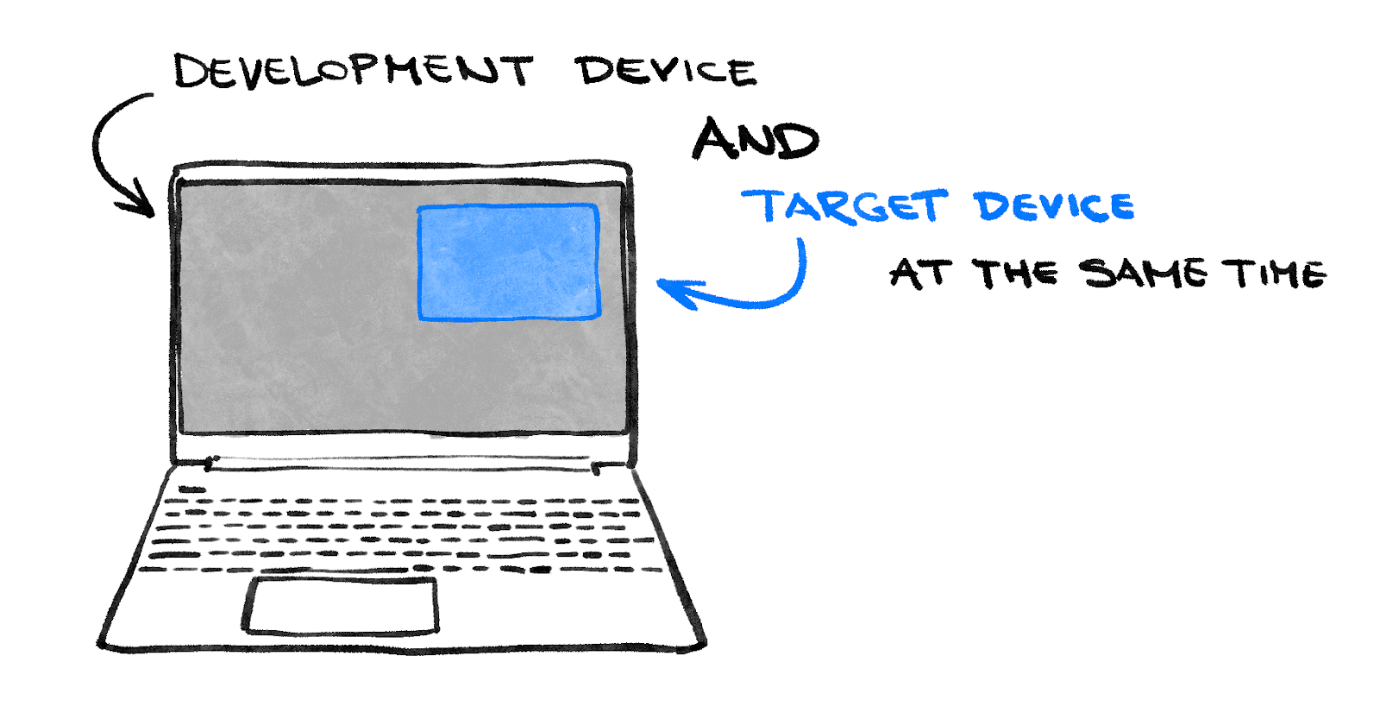 DEVELOPMENT DEVICE
AND
TARGET DEVICE
AT THE SAME TIME